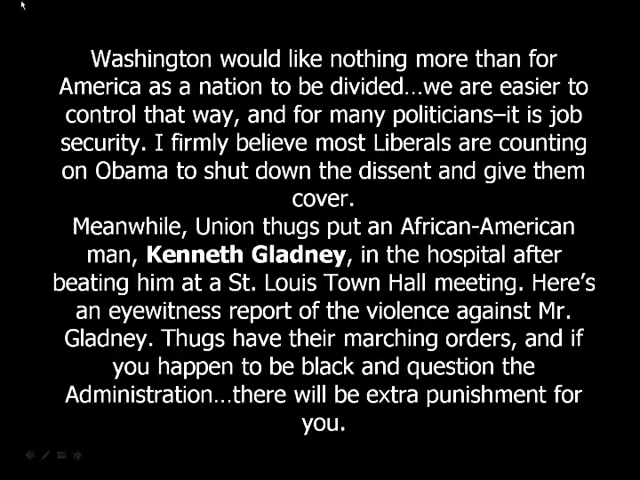 Washington would like nothing more than for
America as a nation to be divided…we are easier to
control that way, and for many politicians–it is job
security. I firmly believe most Liberals are counting
on Obama to shut down the dissent and give them
cover.
Meanwhile, Union thugs put an African-American
man, Kenneth Gladney, in the hospital after
beating him at a St. Louis Town Hall meeting. Here’s
an eyewitness report of the violence against Mr.
Gladney. Thugs have their marching orders, and if
you happen to be black and question the
Administration…there will be extra punishment for
you.